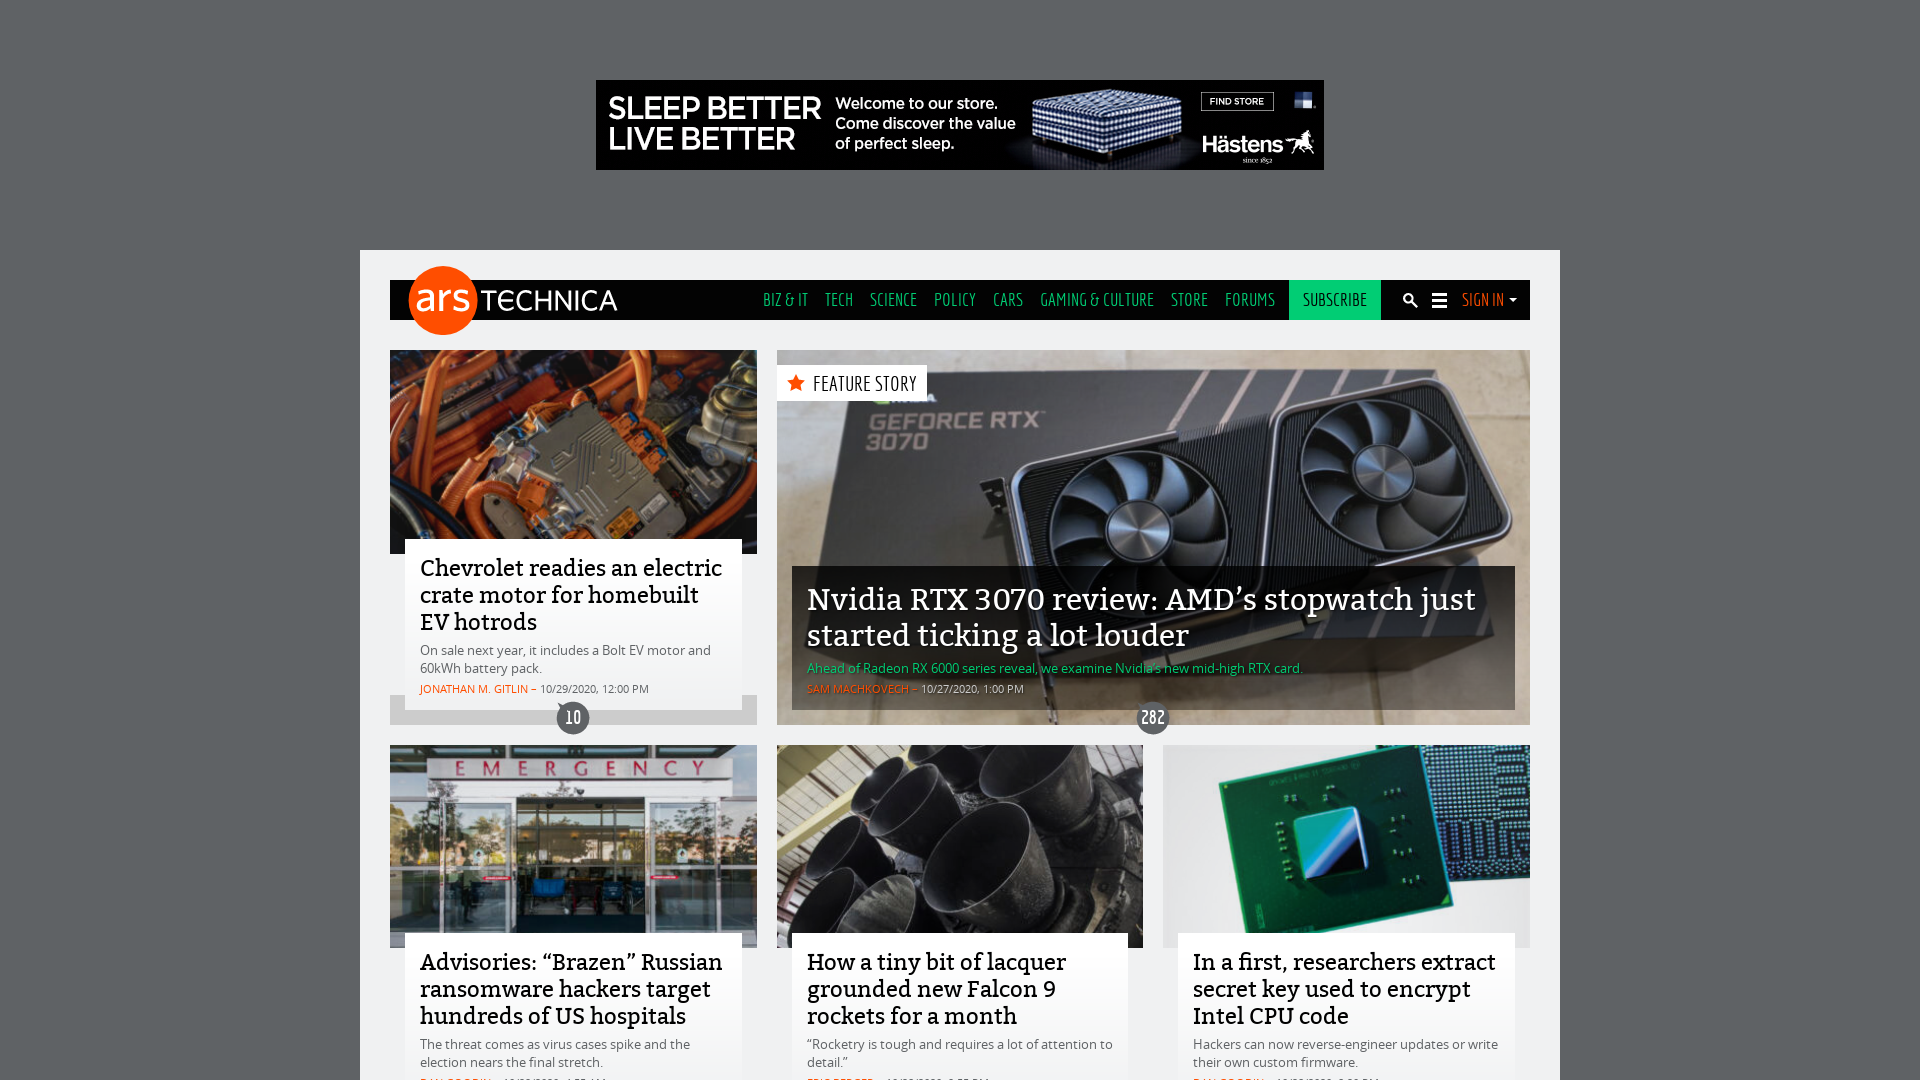 SLEEP BETTER
LIVE BETTER
Welcome to our store.
Come discover the value
of perfect sleep.
FIND STORE
Hästens
since 1852
ars TECHNICA
BIZ & IT TECH SCIENCE POLICY CARS GAMING & CULTURE STORE FORUMS SUBSCRIBE SIGN IN
Chevrolet readies an electric
crate motor for homebuilt
EV hotrods
On sale next year, it includes a Bolt EV motor and
60kWh battery pack.
JONATHAN M. GITLIN – 10/29/2020, 12:00 PM
10
FEATURE STORY
GEFORCE RTX
3070
Nvidia RTX 3070 review: AMD’s stopwatch just
started ticking a lot louder
Ahead of Radeon RX 6000 series reveal, we examine Nvidia's new mid-high RTX card.
SAM MACHKOVECH – 10/27/2020, 1:00 PM
282
EMERGENCY
Advisories: “Brazen” Russian
ransomware hackers target
hundreds of US hospitals
The threat comes as virus cases spike and the
election nears the final stretch.
How a tiny bit of lacquer
grounded new Falcon 9
rockets for a month
“Rocketry is tough and requires a lot of attention to
detail.”
In a first, researchers extract
secret key used to encrypt
Intel CPU code
Hackers can now reverse-engineer updates or write
their own custom firmware.